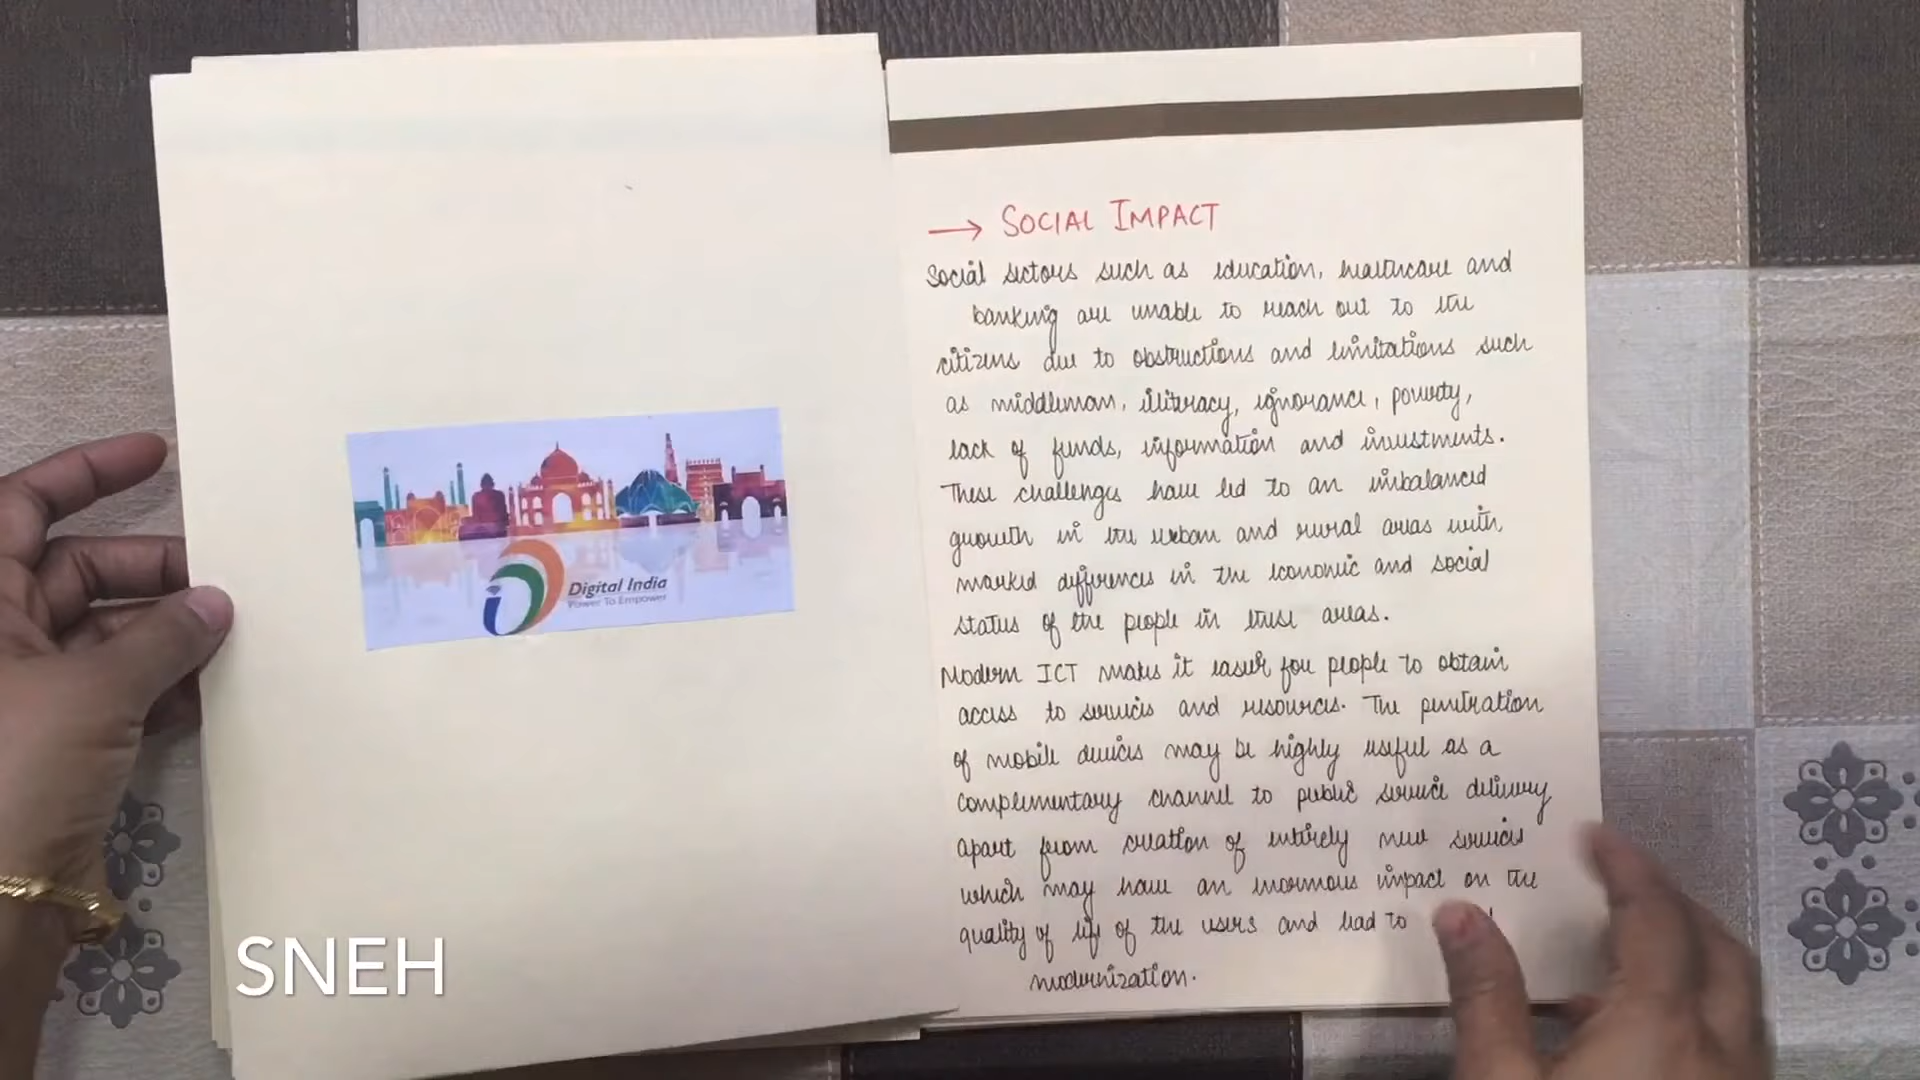 Digital India
Power To Empower
SNEH
→ SOCIAL IMPACT
Social sectors such as education, healthcare and
banking are unable to reach out to the
citizens due to obstructions and limitations such
as middleman, illiteracy, ignorance, poverty,
lack of funds, information and investments.
These challenges have led to an imbalanced
growth in the urban and rural areas with
marked differences in the economic and social
status of the people in these areas.
Modern ICT makes it easier for people to obtain
access to services and resources. The penetration
of mobile devices may be highly useful as a
complimentary channel to public service delivery
apart from creation of entirely new services
which may have an enormous impact on the
quality of life of the users and lead to
modernization.